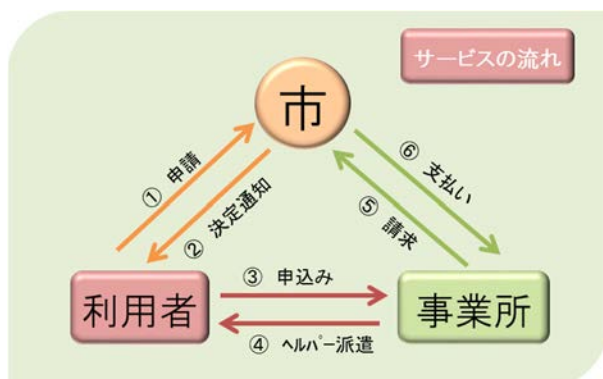 サービスの流れ
市
① 申請
② 決定通知
⑥ 支払い
⑤ 請求
利用者
③ 申込み
④ ヘルパー派遣
事業所